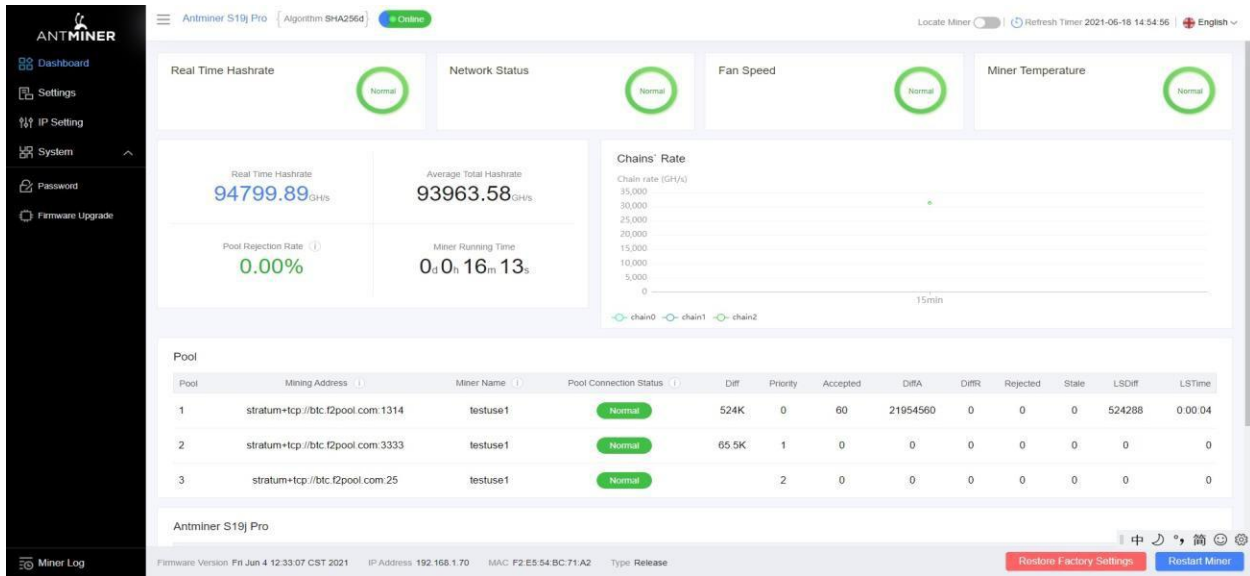 ANTMINER
Antminer S19j Pro { Algorithm SHA256d } Online
Locate Miner Refresh Timer 2021-06-18 14:54:56 English
Dashboard
Settings
IP Setting
System
Password
Firmware Upgrade
Miner Log
Real Time Hashrate Normal
Network Status Normal
Fan Speed Normal
Miner Temperature Normal
Real Time Hashrate
94799.89GH/s
Average Total Hashrate
93963.58GH/s
Pool Rejection Rate i
0.00%
Miner Running Time
0d 0h 16m 13s
Chains` Rate
Chain rate (GH/s)
35,000
30,000
25,000
20,000
15,000
10,000
5,000
0
15min
chain0 chain1 chain2
Pool
Pool Mining Address i Miner Name i Pool Connection Status i Diff Priority Accepted DiffA DiffR Rejected Stale LSDiff LSTime
1 stratum+tcp://btc.f2pool.com:1314 testuse1 Normal 524K 0 60 21954560 0 0 0 524288 0:00:04
2 stratum+tcp://btc.f2pool.com:3333 testuse1 Normal 65.5K 1 0 0 0 0 0 0 0
3 stratum+tcp://btc.f2pool.com:25 testuse1 Normal 2 0 0 0 0 0 0 0
Antminer S19j Pro
中 °, 简
Firmware Version Fri Jun 4 12:33:07 CST 2021 IP Address 192.168.1.70 MAC F2:E5:54:BC:71:A2 Type Release
Restore Factory Settings
Restart Miner